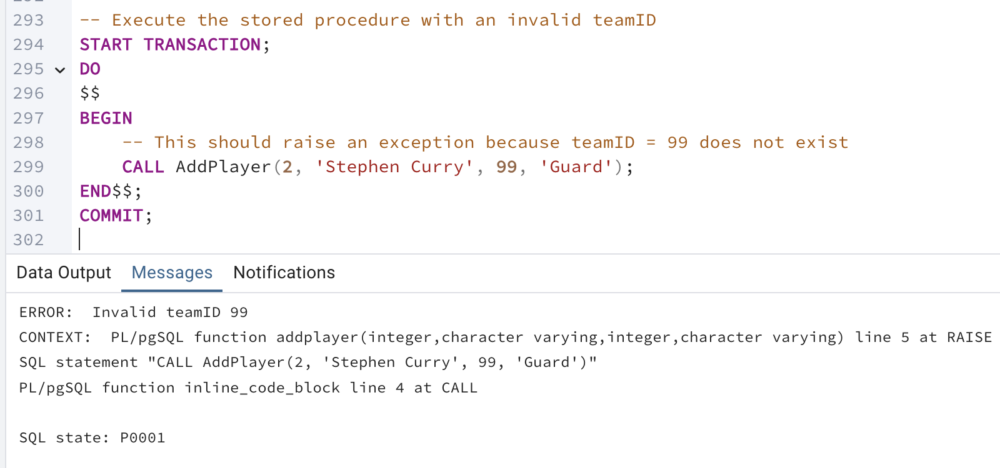 293 -- Execute the stored procedure with an invalid teamID
294 START TRANSACTION;
295 DO
296 $$
297 BEGIN
298     -- This should raise an exception because teamID = 99 does not exist
299     CALL AddPlayer(2, 'Stephen Curry', 99, 'Guard');
300 END$$;
301 COMMIT;
302
Data Output Messages Notifications
ERROR:  Invalid teamID 99
CONTEXT:  PL/pgSQL function addplayer(integer,character varying,integer,character varying) line 5 at RAISE
SQL statement "CALL AddPlayer(2, 'Stephen Curry', 99, 'Guard')"
PL/pgSQL function inline_code_block line 4 at CALL
SQL state: P0001